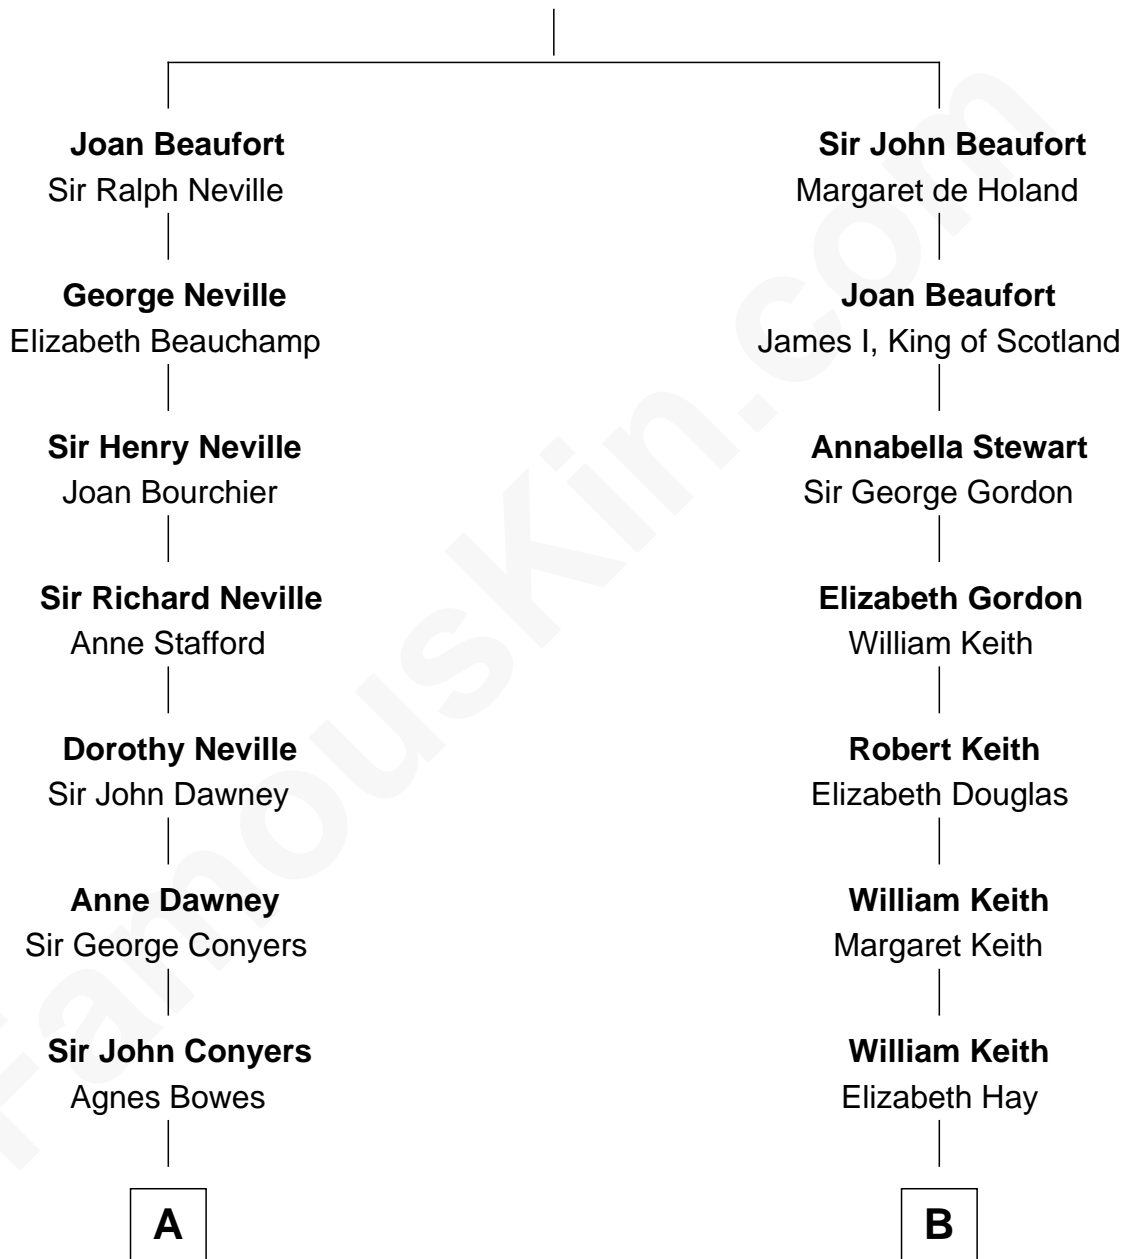 Joan Beaufort
Sir Ralph Neville
George Neville
Elizabeth Beauchamp
Sir Henry Neville
Joan Bourchier
Sir Richard Neville
Anne Stafford
Dorothy Neville
Sir John Dawney
Anne Dawney
Sir George Conyers
Sir John Conyers
Agnes Bowes
A
Sir John Beaufort
Margaret de Holand
Joan Beaufort
James I, King of Scotland
Annabella Stewart
Sir George Gordon
Elizabeth Gordon
William Keith
Robert Keith
Elizabeth Douglas
William Keith
Margaret Keith
William Keith
Elizabeth Hay
B
FamousKin.com